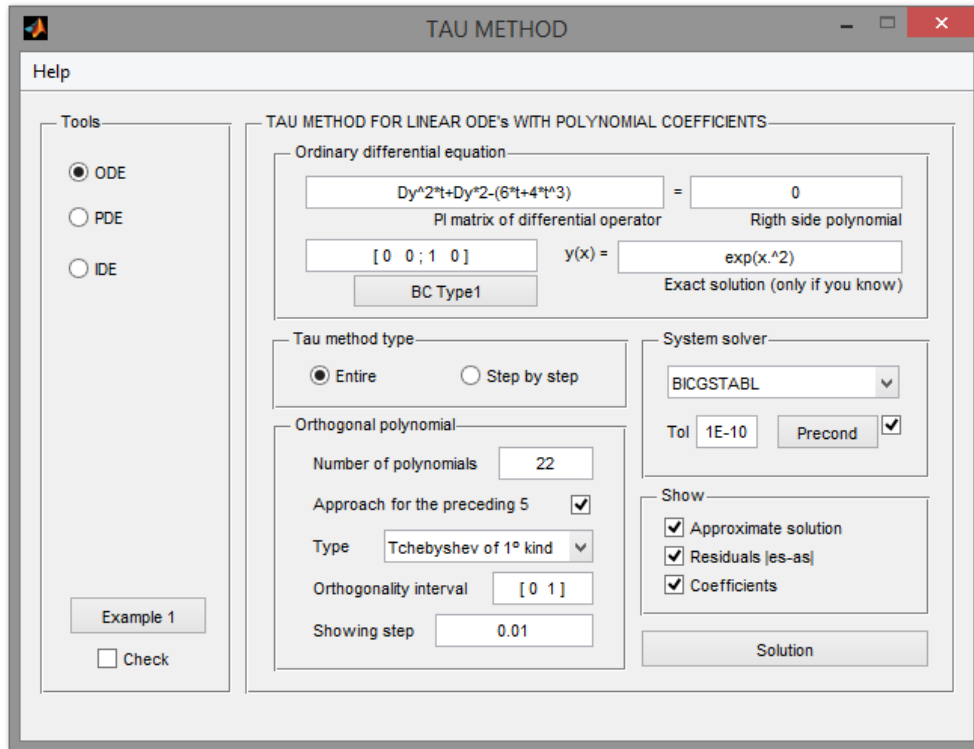 TAU METHOD
Help
Tools
ODE
PDE
IDE
Example 1
Check
TAU METHOD FOR LINEAR ODE's WITH POLYNOMIAL COEFFICIENTS
Ordinary differential equation
Dy^2*t+Dy*2-(6*t+4*t^3) = 0
PI matrix of differential operator Rigth side polynomial
[ 0 0 ; 1 0 ] y(x) = exp(x.^2)
BC Type1 Exact solution (only if you know)
Tau method type
Entire Step by step
Orthogonal polynomial
Number of polynomials 22
Approach for the preceding 5
Type Tchebyshev of 1º kind
Orthogonality interval [ 0 1 ]
Showing step 0.01
System solver
BICGSTABL
Tol 1E-10 Precond
Show
Approximate solution
Residuals |es-as|
Coefficients
Solution